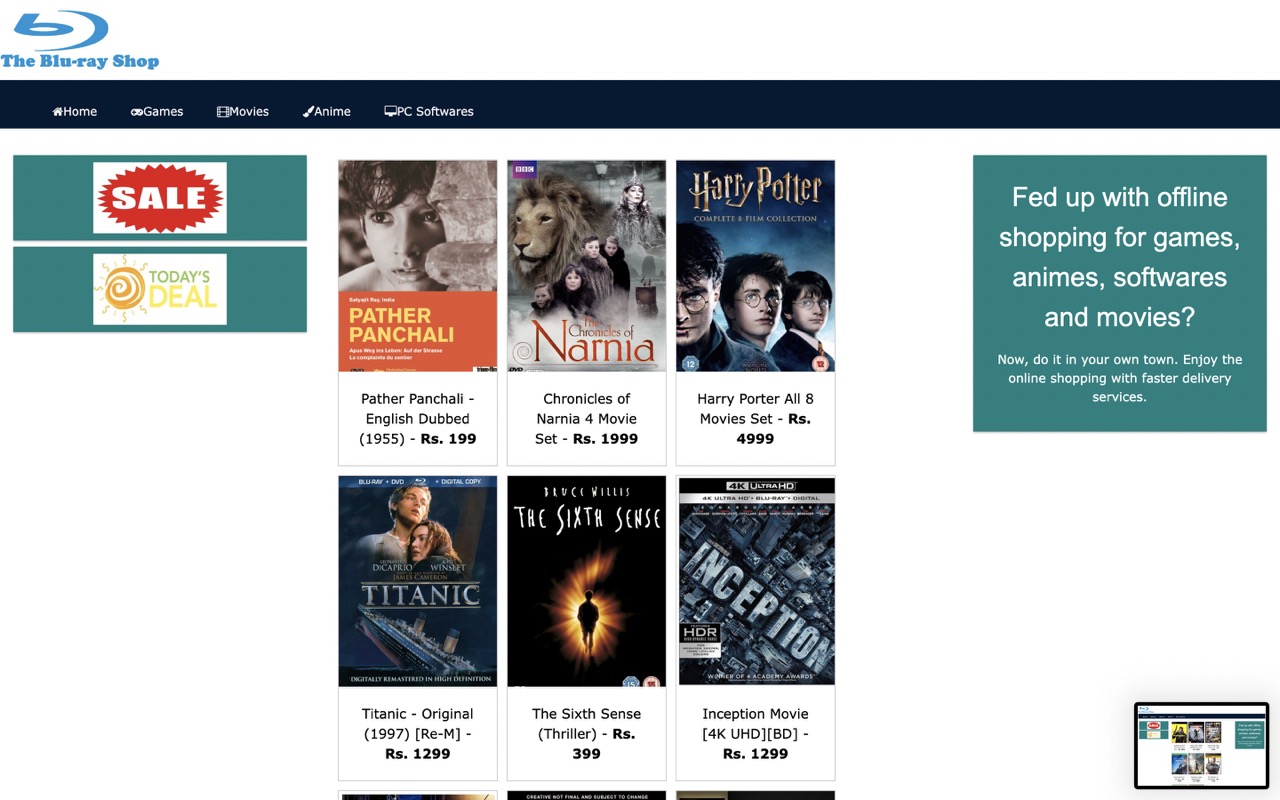 The Blu-ray Shop
Home
Games
Movies
Anime
PC Softwares
SALE
TODAY'S
DEAL
Satyajit Ray, India
PATHER
PANCHALI
Apus Weg ins Leben: Auf der Strasse
La complainte du sentier
Pather Panchali -
English Dubbed
(1955) - Rs. 199
BBC
The
Chronicles of
Narnia
DVD
Chronicles of
Narnia 4 Movie
Set - Rs. 1999
Harry Potter
COMPLETE 8-FILM COLLECTION
12
12
Harry Porter All 8
Movies Set - Rs.
4999
Fed up with offline
shopping for games,
animes, softwares
and movies?
Now, do it in your own town. Enjoy the
online shopping with faster delivery
services.
BLU-RAY + DVD + DIGITAL COPY
LEONARDO DICAPRIO KATE WINSLET
JAMES CAMERON
TITANIC
DIGITALLY REMASTERED IN HIGH DEFINITION
Titanic - Original
(1997) [Re-M] -
Rs. 1299
BRUCE WILLIS
THE SIXTH SENSE
15
The Sixth Sense
(Thriller) - Rs.
399
4K ULTRA HD
4K ULTRA HD + BLU-RAY + DIGITAL
LEONARDO DICAPRIO
INCEPTION
HDR
WINNER OF 4 ACADEMY AWARDS
Inception Movie
[4K UHD][BD] -
Rs. 1299
CREATIVE NOT FINAL AND SUBJECT TO CHANGE